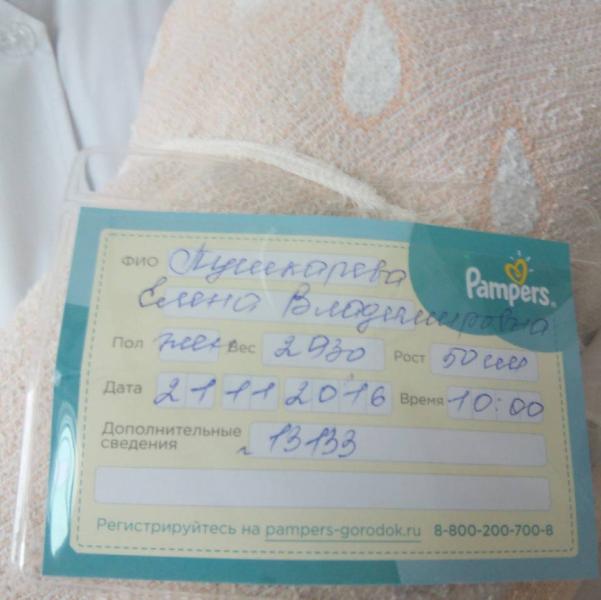 ФИО Пушкарева
Pampers
Елена Владимировна
Пол жен Вес 2930 Рост 50 см
Дата 21 11 2016 Время 10:00
Дополнительные
сведения 13133
Регистрируйтесь на pampers-gorodok.ru 8-800-200-700-8